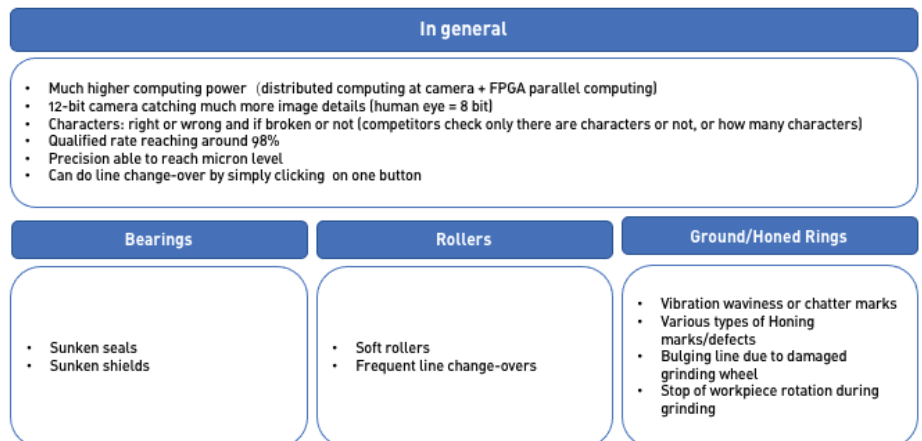 In general
• Much higher computing power（distributed computing at camera + FPGA parallel computing)
• 12-bit camera catching much more image details (human eye = 8 bit)
• Characters: right or wrong and if broken or not (competitors check only there are characters or not, or how many characters)
• Qualified rate reaching around 98%
• Precision able to reach micron level
• Can do line change-over by simply clicking on one button
Bearings
• Sunken seals
• Sunken shields
Rollers
• Soft rollers
• Frequent line change-overs
Ground/Honed Rings
• Vibration waviness or chatter marks
• Various types of Honing
marks/defects
• Bulging line due to damaged
grinding wheel
• Stop of workpiece rotation during
grinding